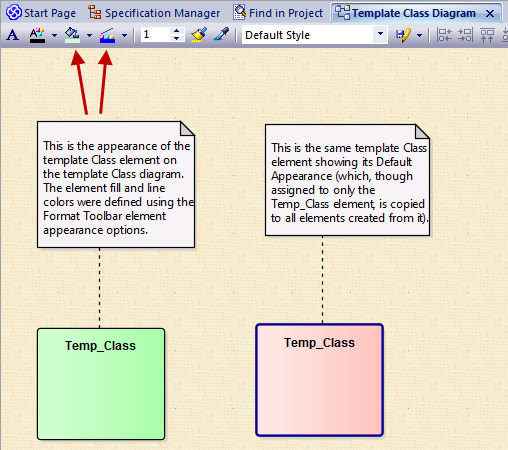 Start Page Specification Manager Find in Project Template Class Diagram
A A 1 Default Style
This is the appearance of the
template Class element on
the template Class diagram.
The element fill and line
colors were defined using the
Format Toolbar element
appearance options.
This is the same template Class
element showing its Default
Appearance (which, though
assigned to only the
Temp_Class element, is copied
to all elements created from it).
Temp_Class
Temp_Class